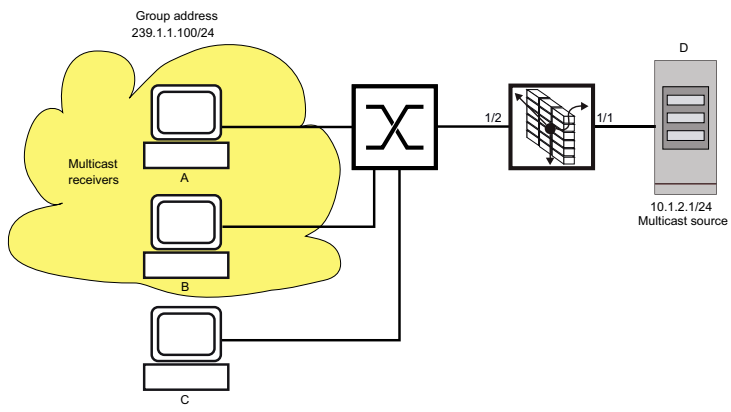 Group address
239.1.1.100/24
D
1/2
1/1
Multicast
receivers
A
10.1.2.1/24
Multicast source
B
C